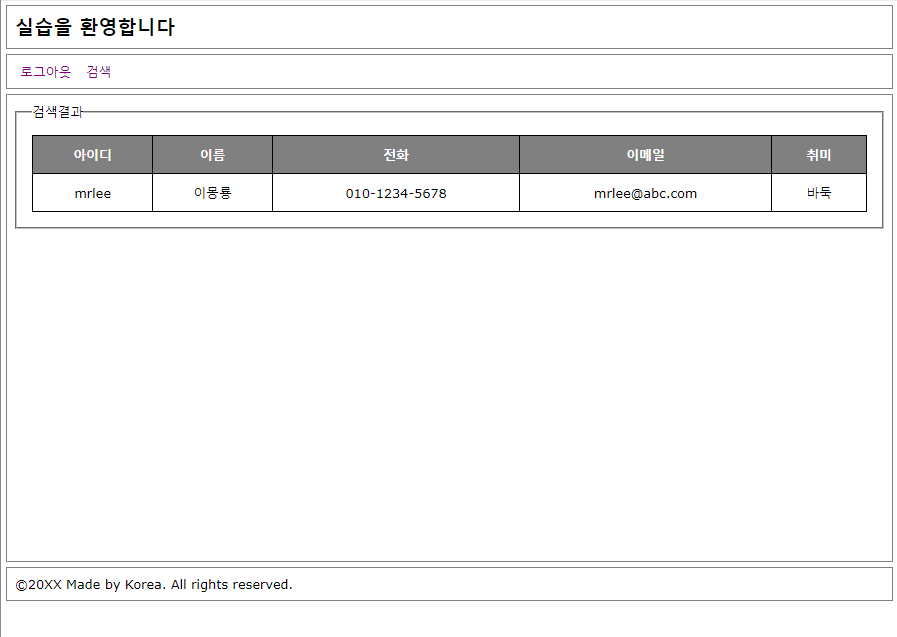 실습을 환영합니다
로그아웃 검색
검색결과
아이디 이름 전화 이메일 취미
mrlee 이몽룡 010-1234-5678 mrlee@abc.com 바둑
©20XX Made by Korea. All rights reserved.